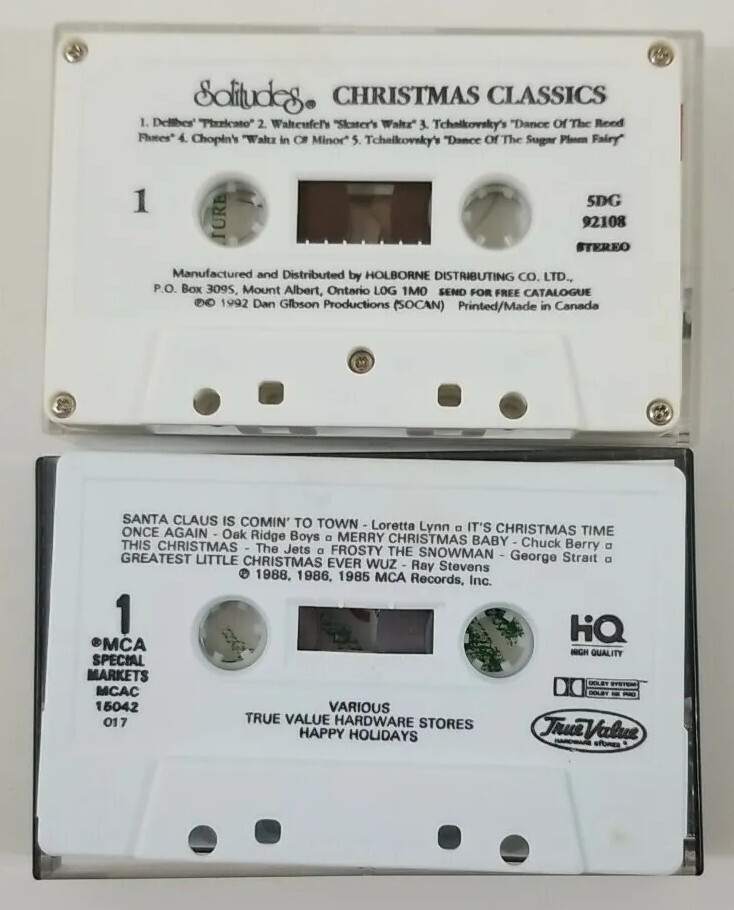 Solitudes® CHRISTMAS CLASSICS
1. Delibes' "Pizzicato" 2. Walteufel's "Skater's Waltz" 3. Tchaikovsky's "Dance Of The Reed
Flutes" 4. Chopin's "Waltz in C# Minor" 5. Tchaikovsky's "Dance Of The Sugar Plum Fairy"
1
TURE
5DG
92108
STEREO
Manufactured and Distributed by HOLBORNE DISTRIBUTING CO. LTD.,
P.O. Box 309S, Mount Albert, Ontario L0G 1M0 SEND FOR FREE CATALOGUE
℗© 1992 Dan Gibson Productions (SOCAN) Printed/Made in Canada
SANTA CLAUS IS COMIN' TO TOWN - Loretta Lynn □ IT'S CHRISTMAS TIME
ONCE AGAIN - Oak Ridge Boys □ MERRY CHRISTMAS BABY - Chuck Berry □
THIS CHRISTMAS - The Jets □ FROSTY THE SNOWMAN - George Strait □
GREATEST LITTLE CHRISTMAS EVER WUZ - Ray Stevens
℗ 1988, 1986, 1985 MCA Records, Inc.
1
®MCA
SPECIAL
MARKETS
MCAC
15042
017
HiQ
HIGH QUALITY
DOLBY SYSTEM
DOLBY HX PRO
VARIOUS
TRUE VALUE HARDWARE STORES
HAPPY HOLIDAYS
True Value
HARDWARE STORES ®